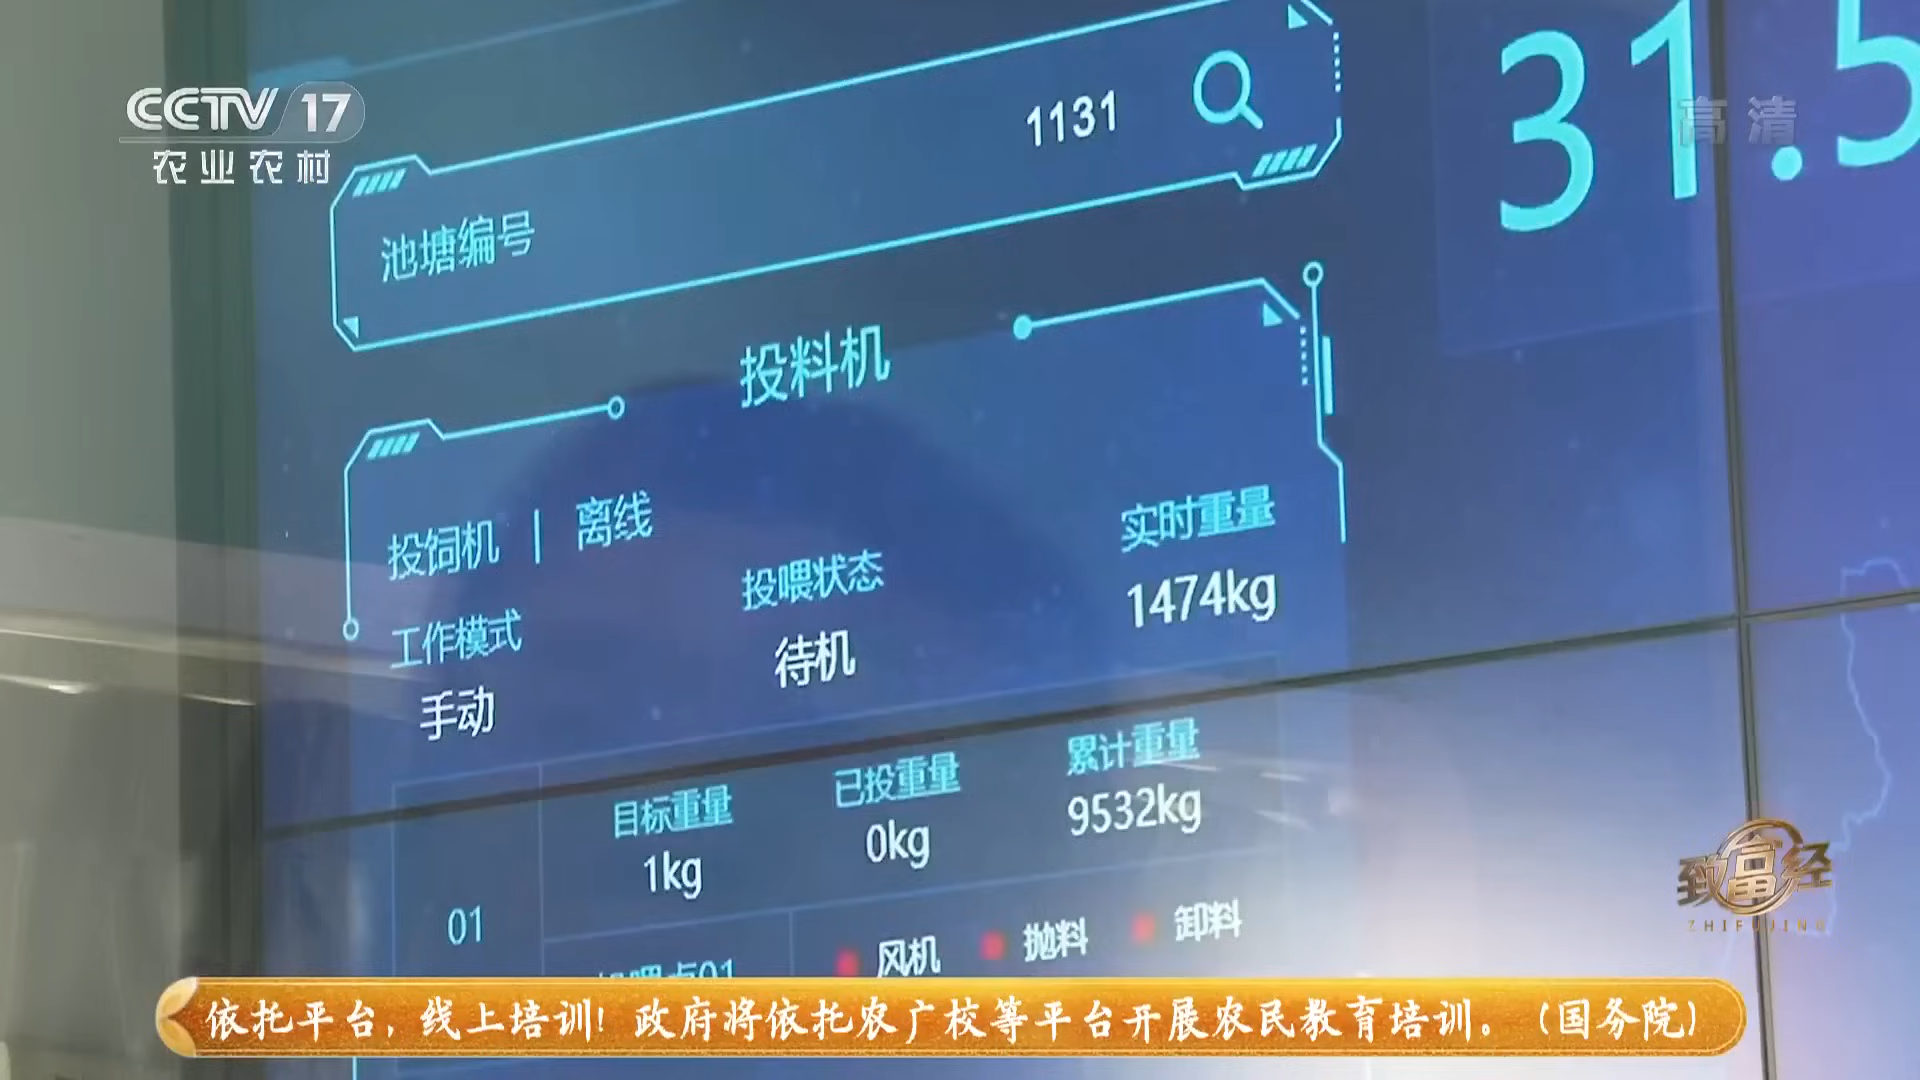 CCTV 17
农业农村
高清
31.5
1131
池塘编号
投料机
投饲机 | 离线
实时重量
1474kg
投喂状态
待机
工作模式
手动
目标重量
1kg
已投重量
0kg
累计重量
9532kg
01
风机
抛料
卸料
致富经
ZHIFUJING
依托平台，线上培训！政府将依托农广校等平台开展农民教育培训。（国务院）